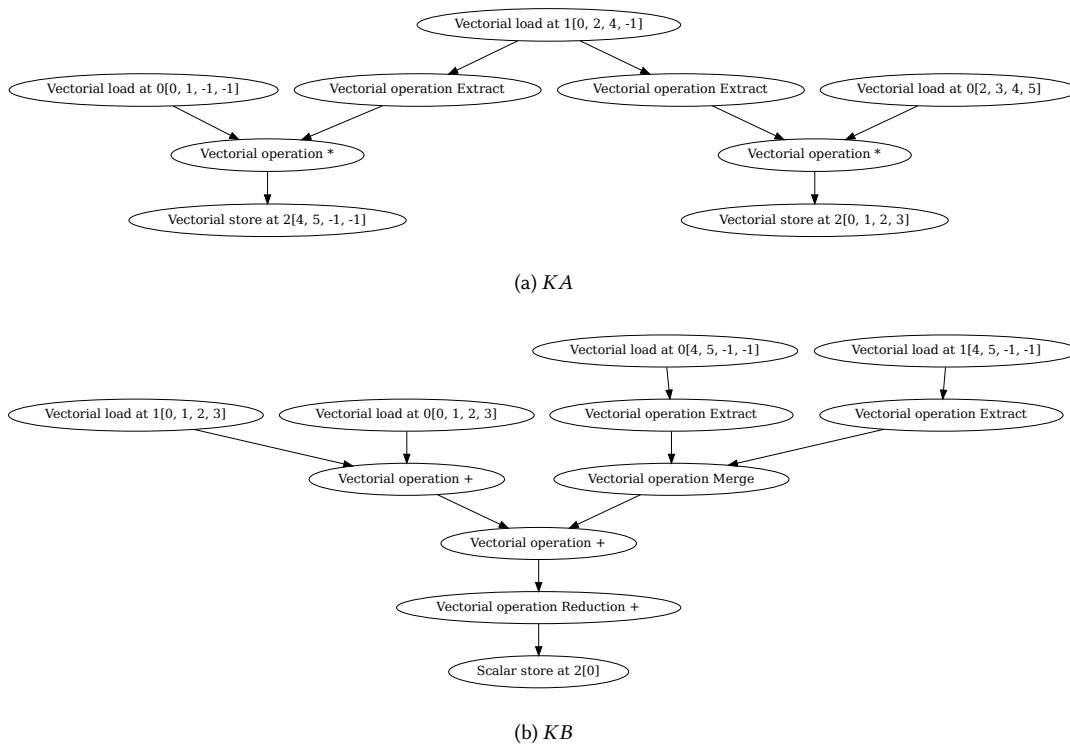 Vectorial load at 1[0, 2, 4, -1]
Vectorial load at 0[0, 1, -1, -1]
Vectorial operation Extract
Vectorial operation Extract
Vectorial load at 0[2, 3, 4, 5]
Vectorial operation *
Vectorial operation *
Vectorial store at 2[4, 5, -1, -1]
Vectorial store at 2[0, 1, 2, 3]
(a) KA
Vectorial load at 0[4, 5, -1, -1]
Vectorial load at 1[4, 5, -1, -1]
Vectorial load at 1[0, 1, 2, 3]
Vectorial load at 0[0, 1, 2, 3]
Vectorial operation Extract
Vectorial operation Extract
Vectorial operation +
Vectorial operation Merge
Vectorial operation +
Vectorial operation Reduction +
Scalar store at 2[0]
(b) KB